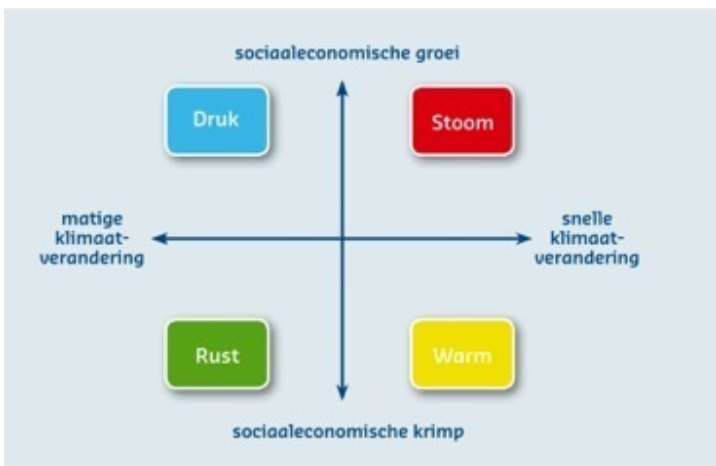 sociaaleconomische groei
Druk
Stoom
matige
klimaat-
verandering
snelle
klimaat-
verandering
Rust
Warm
sociaaleconomische krimp